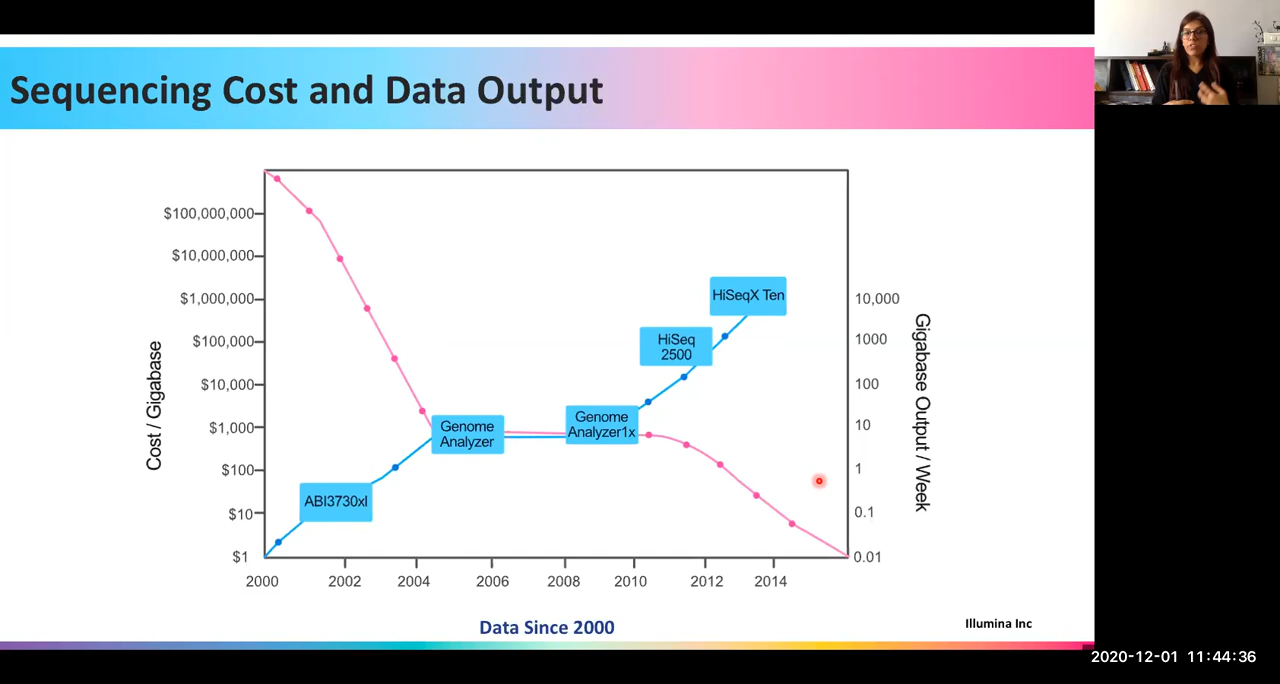 Sequencing Cost and Data Output
$100,000,000
$10,000,000
$1,000,000
$100,000
$10,000
$1,000
$100
$10
$1
Cost / Gigabase
ABI3730xl
Genome
Analyzer
Genome
Analyzer1x
HiSeq
2500
HiSeqX Ten
10,000
1000
100
10
1
0.1
0.01
Gigabase Output / Week
2000
2002
2004
2006
2008
2010
2012
2014
Data Since 2000
Illumina Inc
2020-12-01 11:44:36